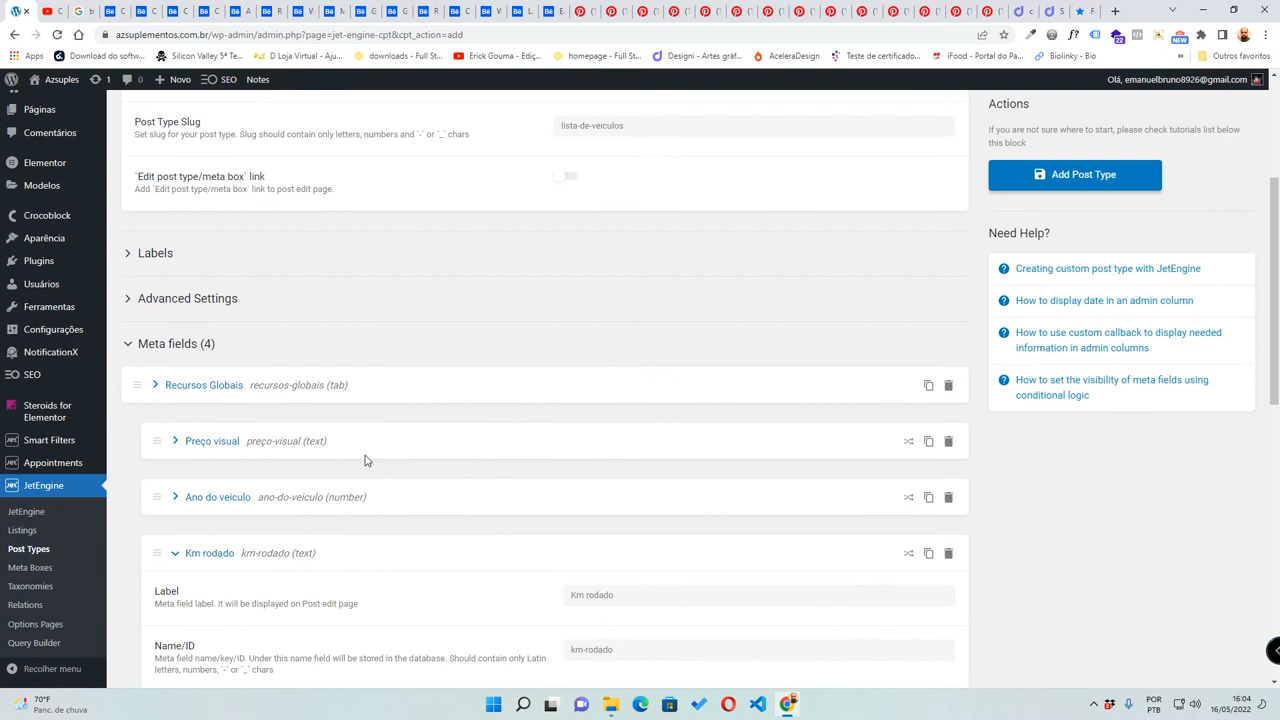 azsuplementos.com.br/wp-admin/admin.php?page=jet-engine-cpt&cpt_action=add
Apps
Download do softw...
Silicon Valley 5ª Te...
D Loja Virtual - Aju...
downloads - Full St...
Erick Gouma - Ediç...
homepage - Full St...
Designi - Artes gráf...
AceleraDesign
Teste de certificado...
iFood - Portal do Pa...
Biolinky - Bio
Outros favoritos
Azsuples
1
0
Novo
SEO
Notes
Olá, emanuelbruno8926@gmail.com
Páginas
Comentários
Elementor
Modelos
Crocoblock
Aparência
Plugins
Usuários
Ferramentas
Configurações
NotificationX
SEO
Steroids for
Elementor
Smart Filters
Appointments
JetEngine
JetEngine
Listings
Post Types
Meta Boxes
Taxonomies
Relations
Options Pages
Query Builder
Recolher menu
Post Type Slug
Set slug for your post type. Slug should contain only letters, numbers and `-` or `_` chars
lista-de-veiculos
`Edit post type/meta box` link
Add `Edit post type/meta box` link to post edit page.
Labels
Advanced Settings
Meta fields (4)
Recursos Globais recursos-globais (tab)
Preço visual preço-visual (text)
Ano do veiculo ano-do-veiculo (number)
Km rodado km-rodado (text)
Label
Meta field label. It will be displayed on Post edit page
Km rodado
Name/ID
Meta field name/key/ID. Under this name field will be stored in the database. Should contain only Latin
letters, numbers, `-` or `_` chars
km-rodado
Actions
If you are not sure where to start, please check tutorials list below
this block
Add Post Type
Need Help?
Creating custom post type with JetEngine
How to display date in an admin column
How to use custom callback to display needed
information in admin columns
How to set the visibility of meta fields using
conditional logic
70°F
Panc. de chuva
POR
PTB
16:04
16/05/2022